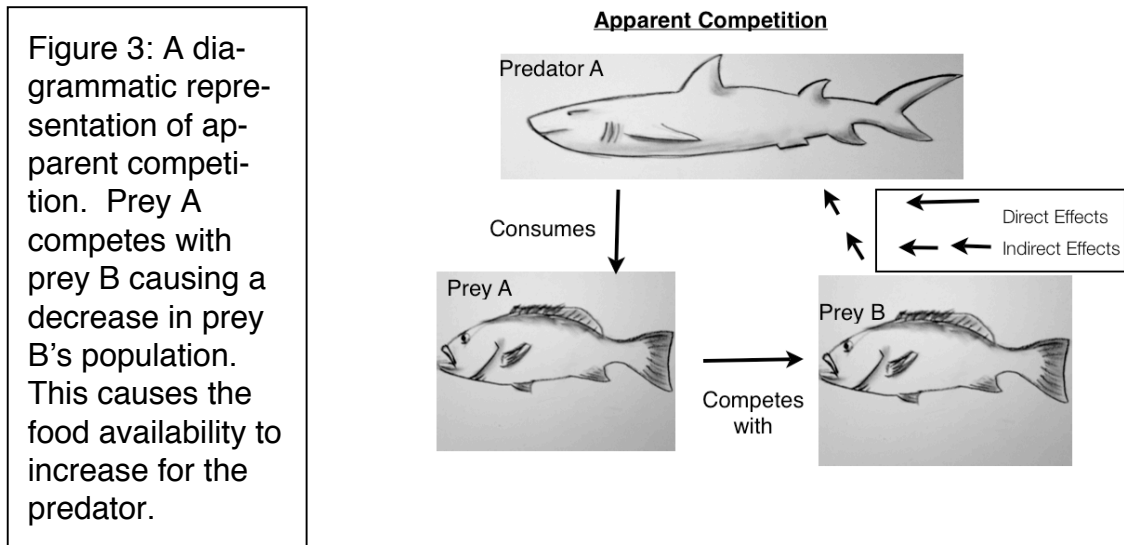 Figure 3: A dia-
grammatic repre-
sentation of ap-
parent competi-
tion.  Prey A
competes with
prey B causing a
decrease in prey
B’s population.
This causes the
food availability to
increase for the
predator.
Apparent Competition
Predator A
Consumes
Direct Effects
Indirect Effects
Prey A
Prey B
Competes
with